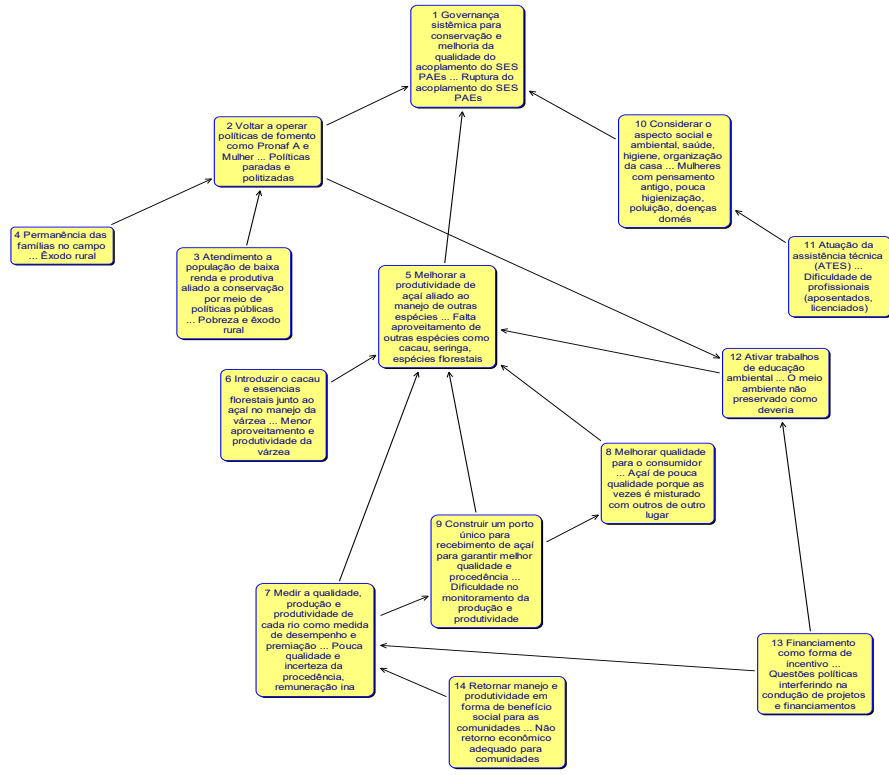 1 Governança
sistêmica para
conservação e
melhoria da
qualidade do
acoplamento do SES
PAEs ... Ruptura do
acoplamento do SES
PAEs
2 Voltar a operar
políticas de fomento
como Pronaf A e
Mulher ... Políticas
paradas e
politizadas
10 Considerar o
aspecto social e
ambiental, saúde,
higiene, organização
da casa ... Mulheres
com pensamento
antigo, pouca
higienização,
poluição, doenças
domés
4 Permanência das
famílias no campo
... Êxodo rural
3 Atendimento a
população de baixa
renda e produtiva
aliado a conservação
por meio de
políticas públicas
... Pobreza e êxodo
rural
11 Atuação da
assistência técnica
(ATES) ...
Dificuldade de
profissionais
(aposentados,
licenciados)
5 Melhorar a
produtividade de
açaí aliado ao
manejo de outras
espécies ... Falta
aproveitamento de
outras espécies como
cacau, seringa,
espécies florestais
12 Ativar trabalhos
de educação
ambiental ... O meio
ambiente não
preservado como
deveria
6 Introduzir o cacau
e essencias
florestais junto ao
açaí no manejo da
várzea ... Menor
aproveitamento e
produtividade da
várzea
8 Melhorar qualidade
para o consumidor
... Açaí de pouca
qualidade porque as
vezes é misturado
com outros de outro
lugar
9 Construir um porto
único para
recebimento de açaí
para garantir melhor
qualidade e
procedência ...
Dificuldade no
monitoramento da
produção e
produtividade
7 Medir a qualidade,
produção e
produtividade de
cada rio como medida
de desempenho e
premiação ... Pouca
qualidade e
incerteza da
procedência,
remuneração ina
13 Financiamento
como forma de
incentivo ...
Questões políticas
interferindo na
condução de projetos
e financiamentos
14 Retornar manejo e
produtividade em
forma de benefício
social para as
comunidades ... Não
retorno econômico
adequado para
comunidades